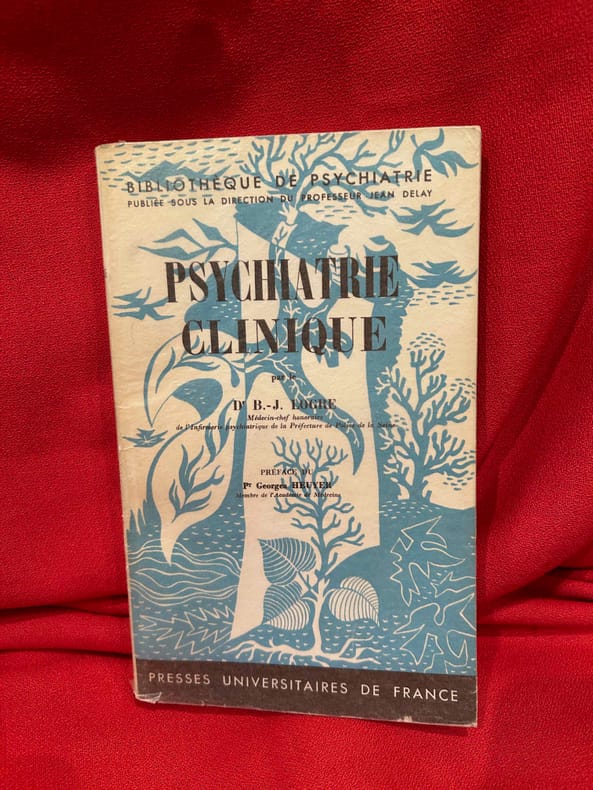 BIBLIOTHÈQUE DE PSYCHIATRIE
PUBLIÉE SOUS LA DIRECTION DU PROFESSEUR JEAN DELAY
PSYCHIATRIE
CLINIQUE
par le
Dr B.-J. LOGRE
Médecin-chef honoraire
de l'Infirmerie psychiatrique de la Préfecture de Police de la Seine
PRÉFACE DU
Pr Georges HEUYER
Membre de l'Académie de Médecine
PRESSES UNIVERSITAIRES DE FRANCE